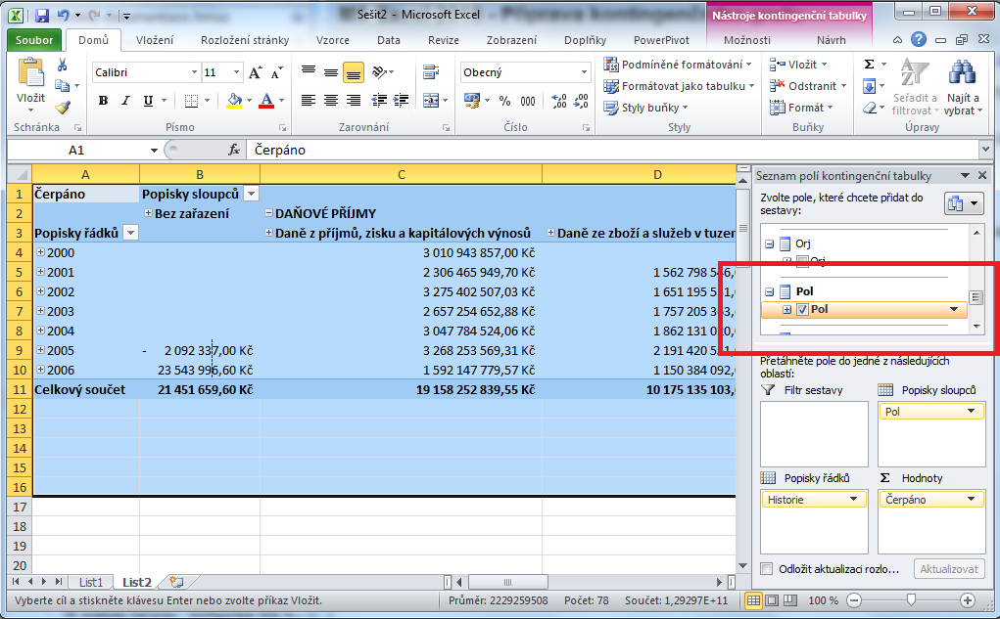 Sešit2 - Microsoft Excel
Nástroje kontingenční tabulky
Soubor Domů Vložení Rozložení stránky Vzorce Data Revize Zobrazení Doplňky PowerPivot Možnosti Návrh
Vložit
Schránka
Calibri 11
B I U
Písmo
Zarovnání
Obecný
% 000
Číslo
Podmíněné formátování
Formátovat jako tabulku
Styly buňky
Styly
Vložit
Odstranit
Formát
Buňky
Σ
Seřadit a filtrovat
Najít a vybrat
Úpravy
A1 fx Čerpáno
A B C D
1 Čerpáno Popisky sloupců
2 Bez zařazení DAŇOVÉ PŘÍJMY
3 Popisky řádků Daně z příjmů, zisku a kapitálových výnosů Daně ze zboží a služeb v tuzem
4 2000 3 010 943 857,00 Kč
5 2001 2 306 465 949,70 Kč 1 562 798 546,
6 2002 3 275 402 507,03 Kč 1 651 195 5
7 2003 2 657 254 652,88 Kč 1 757 205 3
8 2004 3 047 784 524,06 Kč 1 862 131 0
9 2005 - 2 092 337,00 Kč 3 268 253 569,31 Kč 2 191 420 5
10 2006 23 543 996,60 Kč 1 592 147 779,57 Kč 1 150 384 092,
11 Celkový součet 21 451 659,60 Kč 19 158 252 839,55 Kč 10 175 135 103,
12
13
14
15
16
17
18
19
20
Seznam polí kontingenční tabulky
Zvolte pole, které chcete přidat do
sestavy:
Orj
Orj
Pol
Pol
Přetáhněte pole do jedné z následujících
oblastí:
Filtr sestavy Popisky sloupců
Pol
Popisky řádků Σ Hodnoty
Historie Čerpáno
Odložit aktualizaci rozlo... Aktualizovat
List1 List2
Vyberte cíl a stiskněte klávesu Enter nebo zvolte příkaz Vložit. Průměr: 2229259508 Počet: 78 Součet: 1,29297E+11 100 %